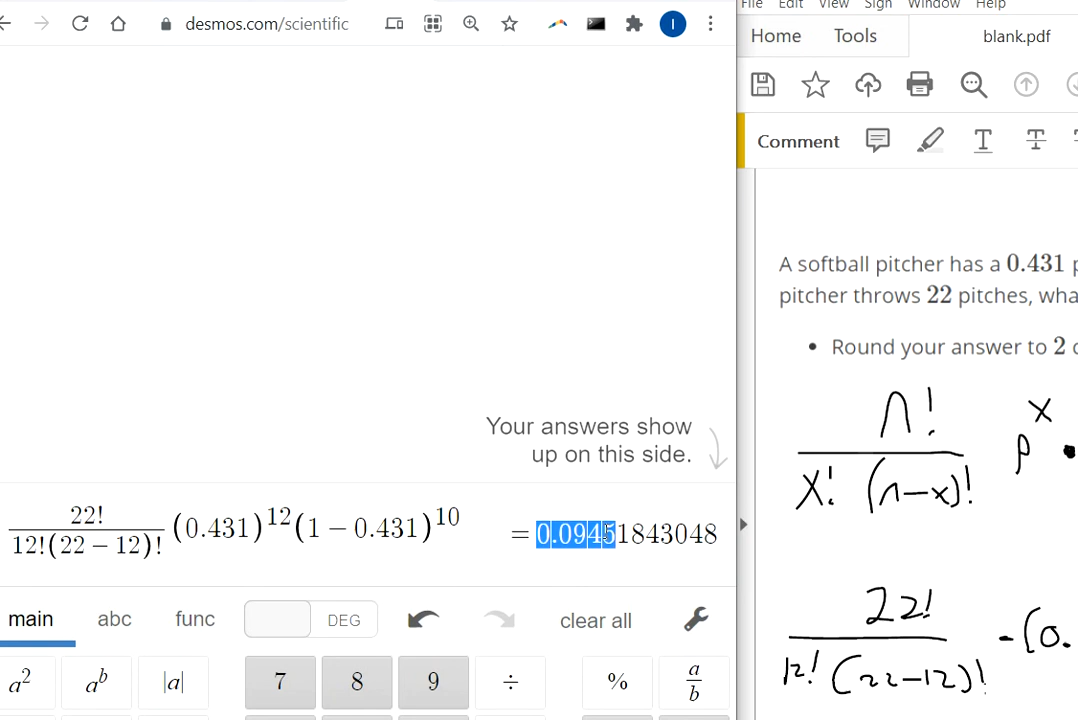 desmos.com/scientific
I
Your answers show
up on this side.
22!
12!(22 − 12)!
(0.431)^12 (1 − 0.431)^10
= 0.09451843048
main
abc
func
DEG
clear all
a^2
a^b
|a|
7
8
9
÷
%
a
b
File Edit View Sign Window Help
Home Tools blank.pdf
Comment
A softball pitcher has a 0.431 p
pitcher throws 22 pitches, wha
• Round your answer to 2
n!
x! (n−x)!
p^x ·
22!
12! (22−12)!
- (0.